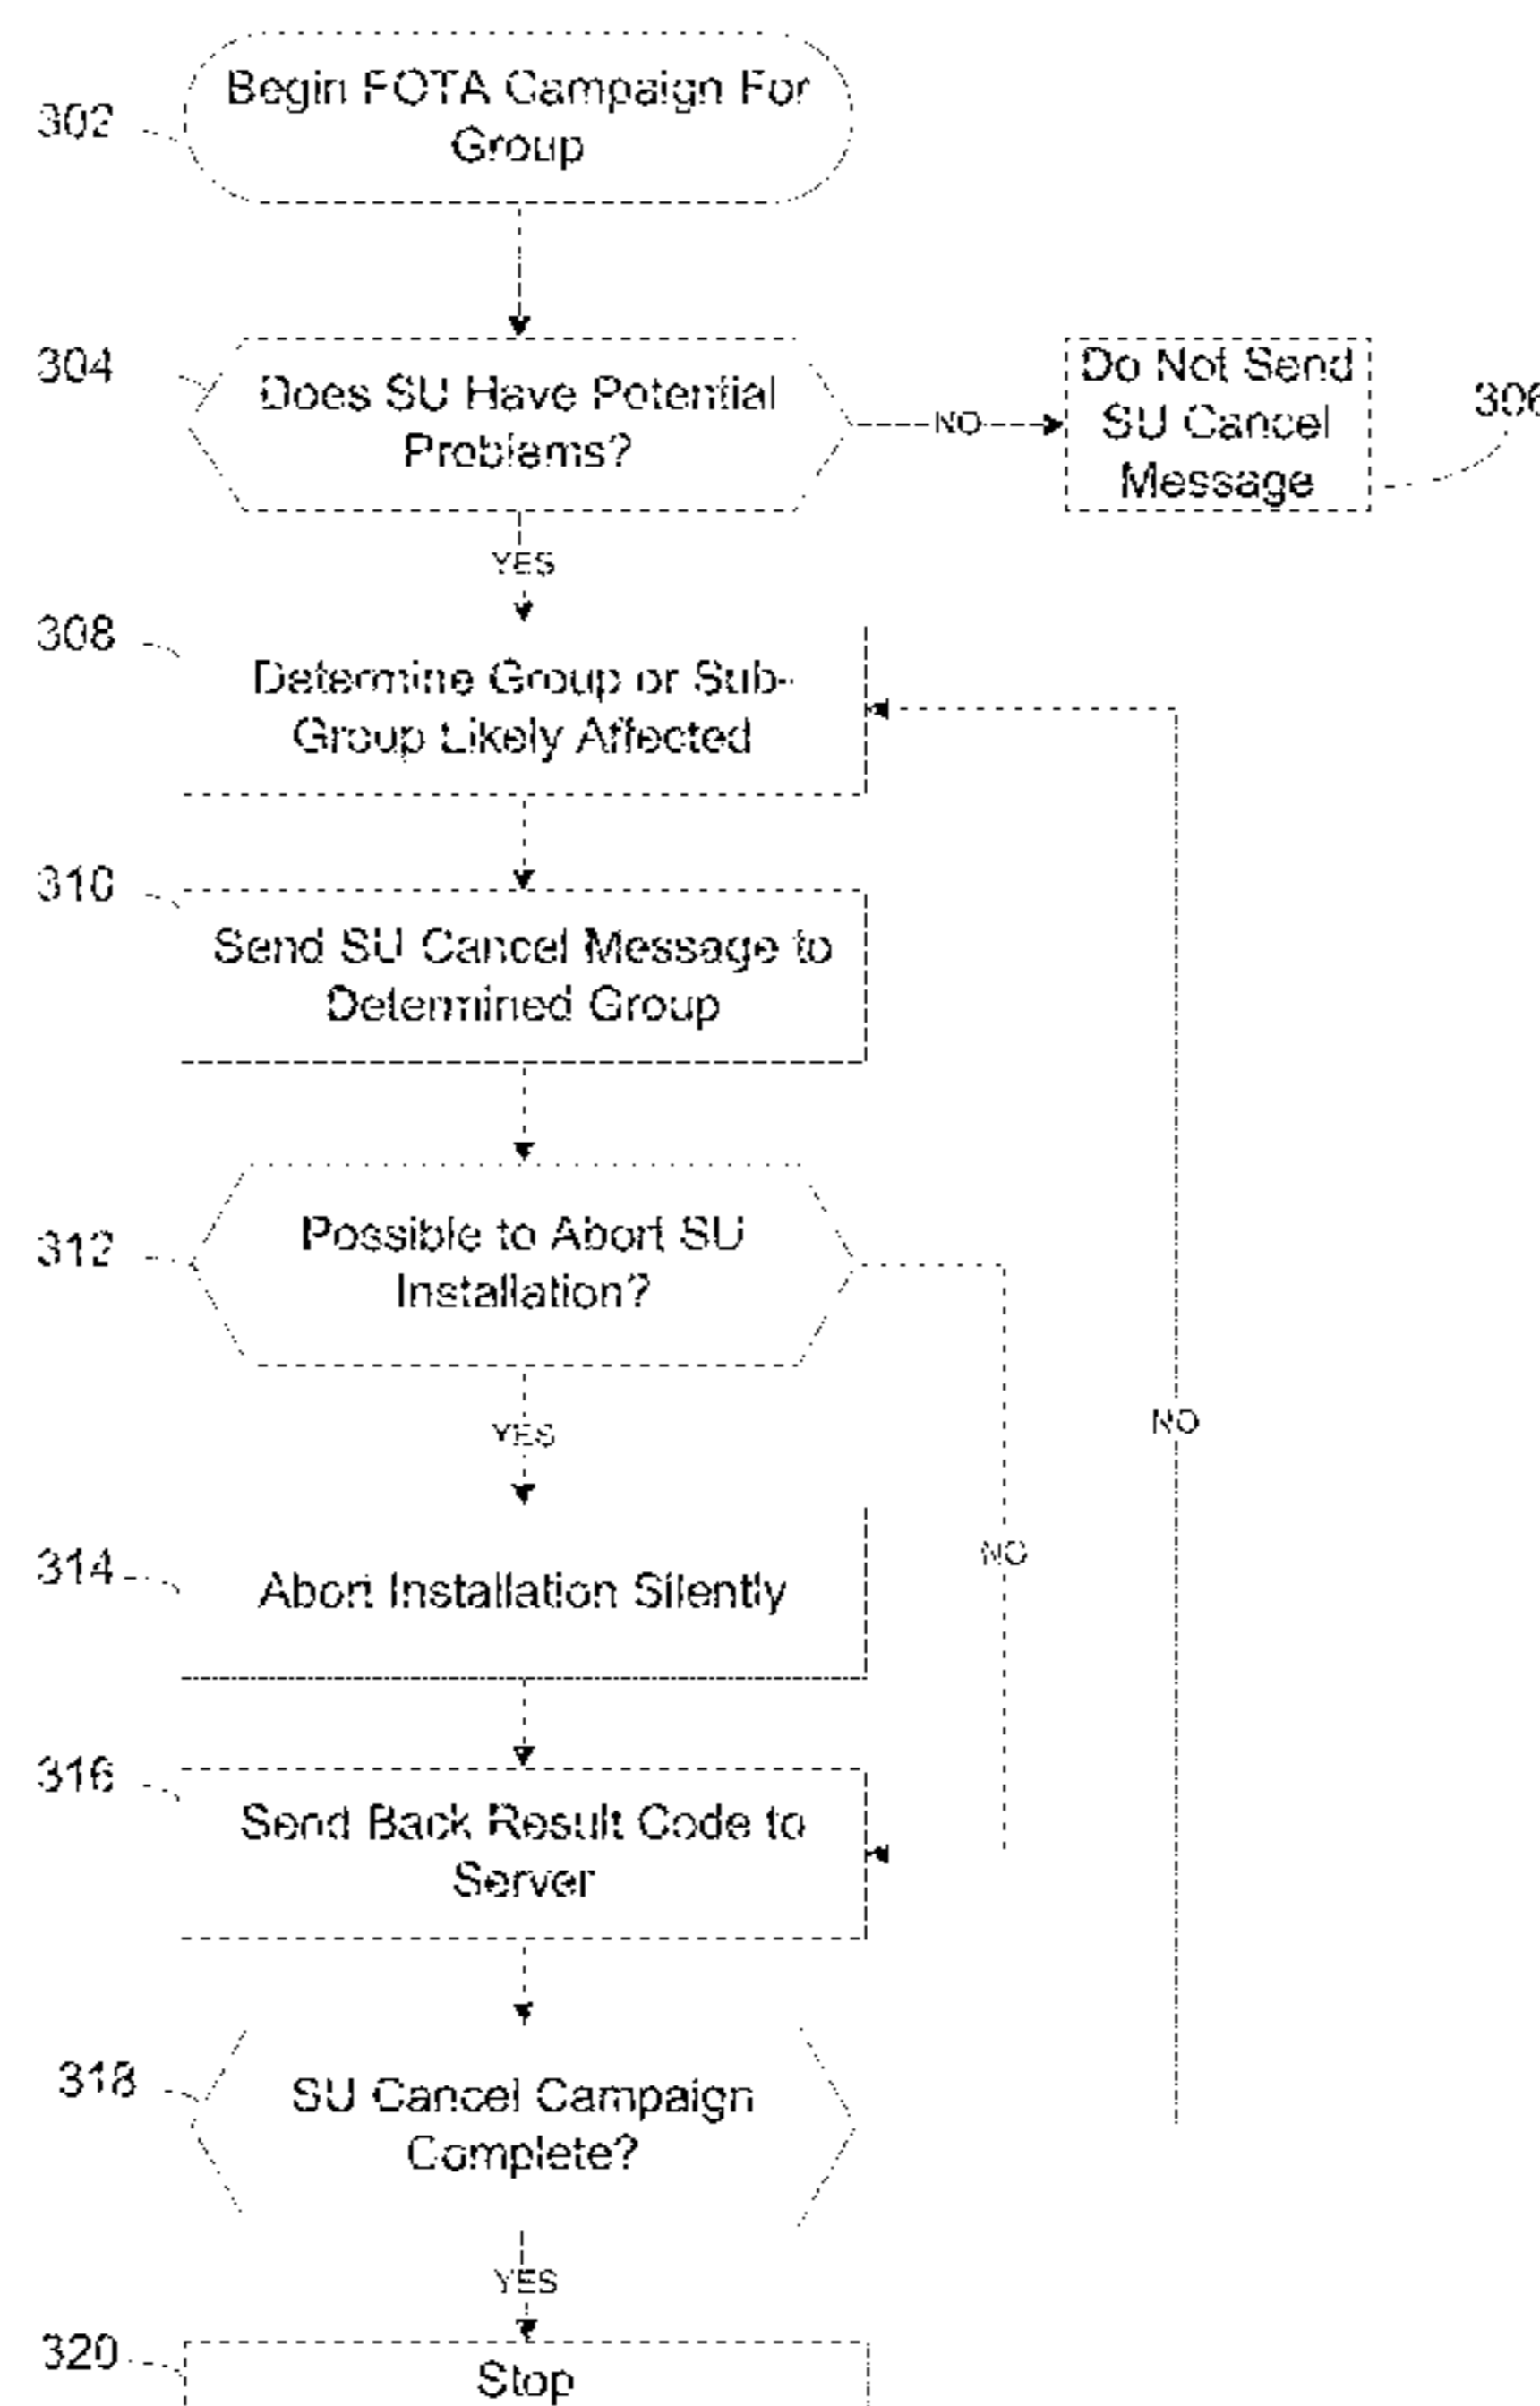 302
Begin FOTA Campaign For
Group
304
Does SU Have Potential
Problems?
NO
Do Not Send
SU Cancel
Message
306
YES
308
Determine Group or Sub-
Group Likely Affected
310
Send SU Cancel Message to
Determined Group
312
Possible to Abort SU
Installation?
YES
NO
NO
314
Abort Installation Silently
316
Send Back Result Code to
Server
318
SU Cancel Campaign
Complete?
YES
320
Stop